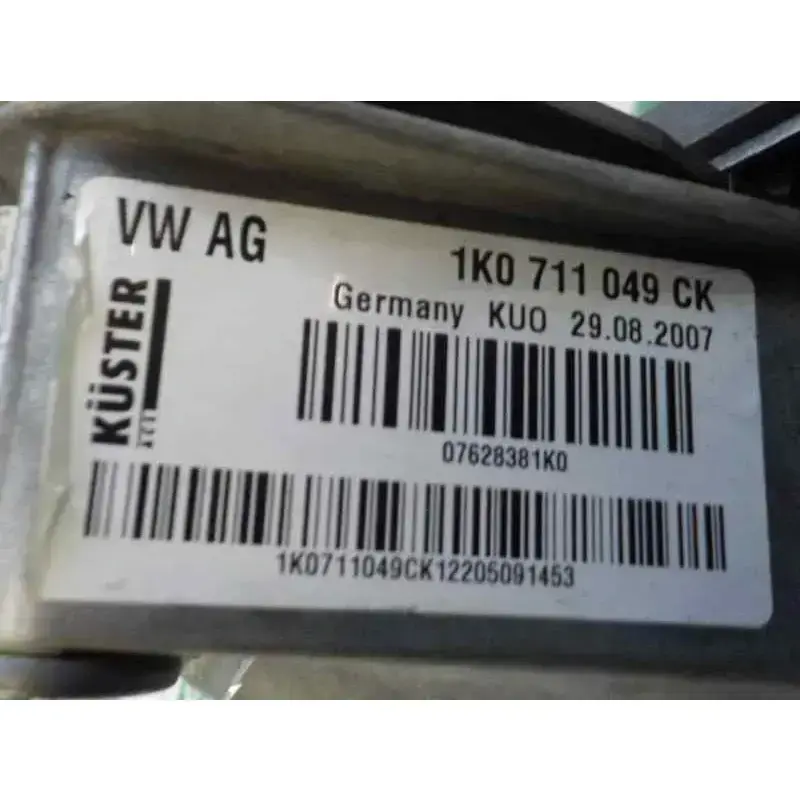 VW AG
1K0 711 049 CK
Germany KUO 29.08.2007
KÜSTER
07628381K0
1K0711049CK12205091453